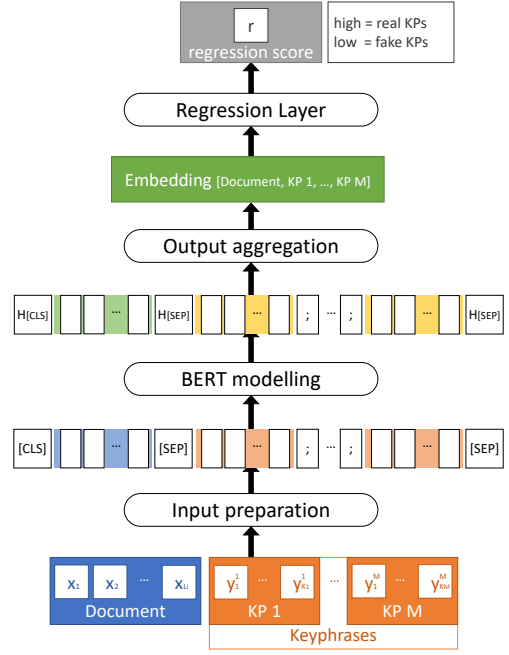 r
regression score
high = real KPs
low = fake KPs
Regression Layer
Embedding [Document, KP 1, ..., KP M]
Output aggregation
H[CLS] ... H[SEP] ... ; ... ; ... H[SEP]
BERT modelling
[CLS] ... [SEP] ... ; ... ; ... [SEP]
Input preparation
x1 x2 ... xLi y11 ... y1K1 ... yM1 ... yMKM
Document KP 1 KP M
Keyphrases